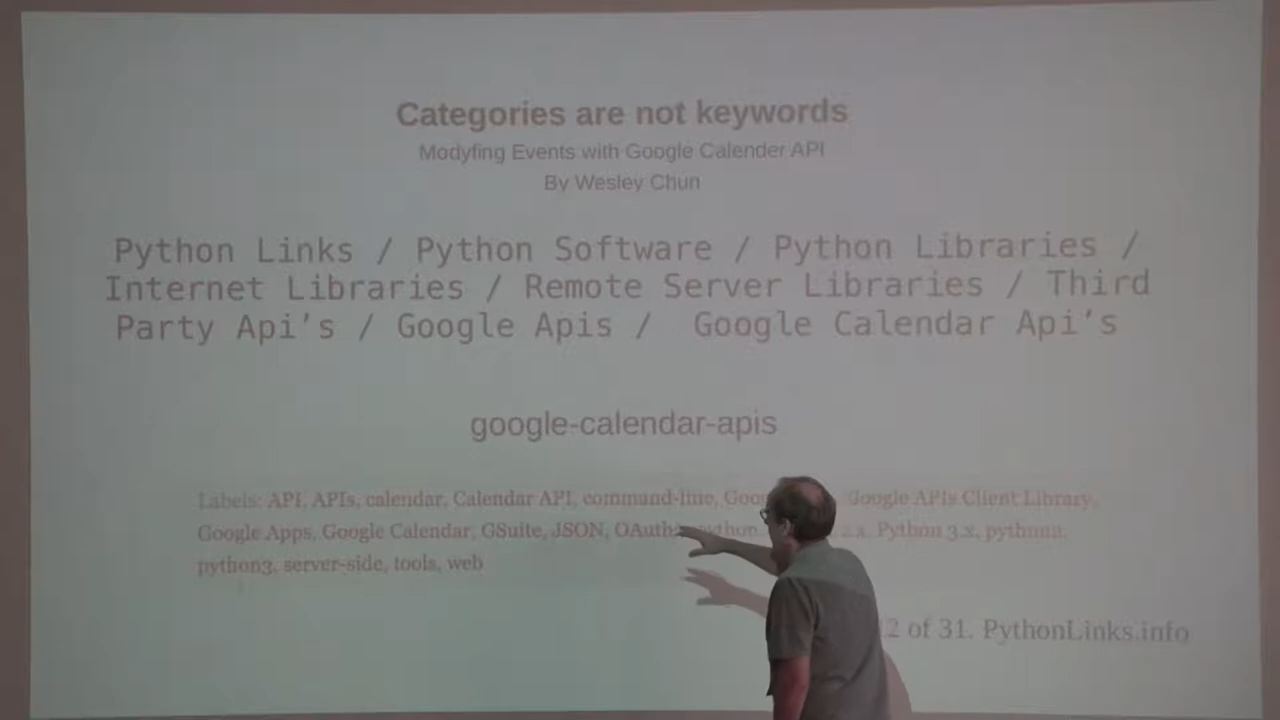 Categories are not keywords
Modyfing Events with Google Calender API
By Wesley Chun
Python Links / Python Software / Python Libraries /
Internet Libraries / Remote Server Libraries / Third
Party Api's / Google Apis / Google Calendar Api's
google-calendar-apis
Labels: API, APIs, calendar, Calendar API, command-line, Google APIs Client Library,
Google Apps, Google Calendar, GSuite, JSON, OAuth2, python, Python 3.x, python2,
python3, server-side, tools, web
12 of 31. PythonLinks.info